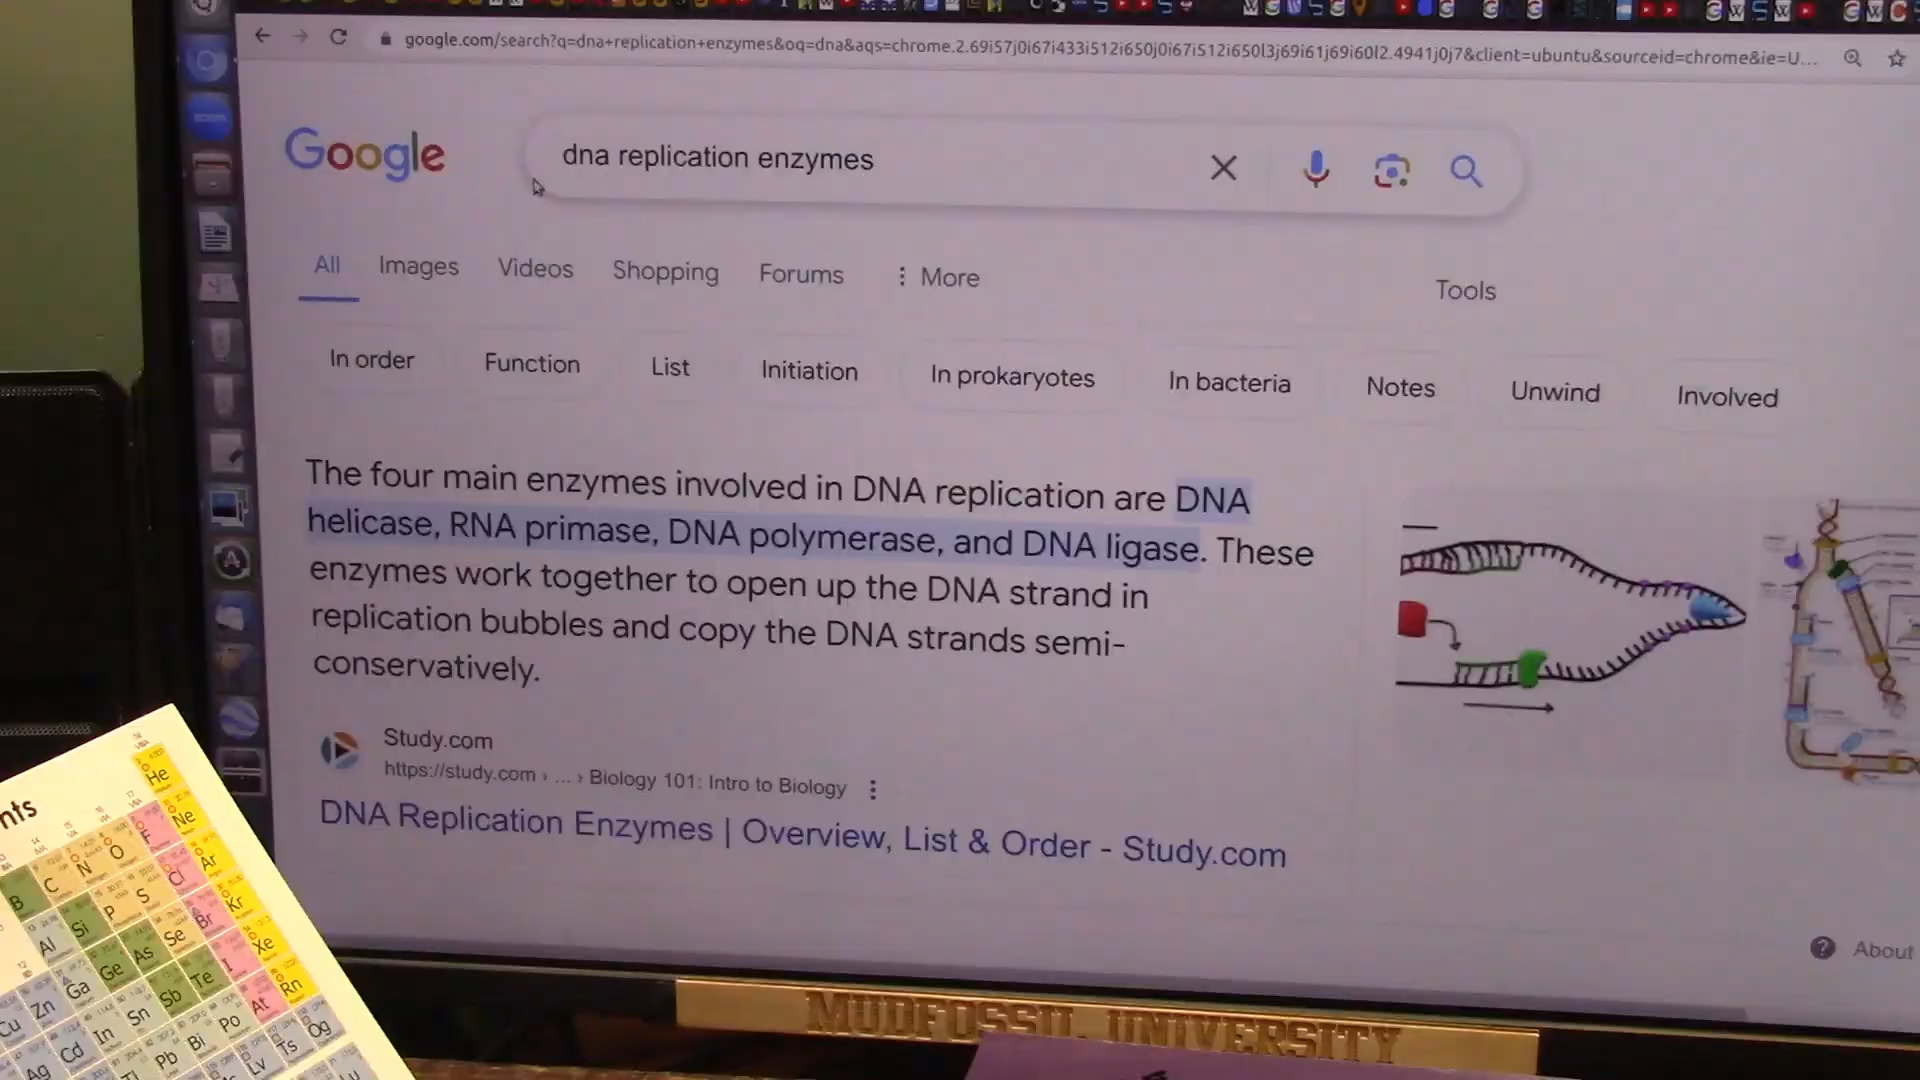 google.com/search?q=dna+replication+enzymes&oq=dna&aqs=chrome.2.69i57j0i67i433i512i650j0i67i512i650l3j69i61j69i60l2.4941j0j7&client=ubuntu&sourceid=chrome&ie=U...
Google
dna replication enzymes
zoom
All Images Videos Shopping Forums More
Tools
In order Function List Initiation In prokaryotes In bacteria Notes Unwind Involved
The four main enzymes involved in DNA replication are DNA
helicase, RNA primase, DNA polymerase, and DNA ligase. These
enzymes work together to open up the DNA strand in
replication bubbles and copy the DNA strands semi-
conservatively.
Study.com
https://study.com › ... › Biology 101: Intro to Biology
DNA Replication Enzymes | Overview, List & Order - Study.com
About
MUDFOSSIL UNIVERSITY
nts
He
B C N O F Ne
Al Si P S Cl Ar
Cu Zn Ga Ge As Se Br Kr
Ag Cd In Sn Sb Te I Xe
Tl Pb Bi Po At Rn
Lv Ts Og
Lu